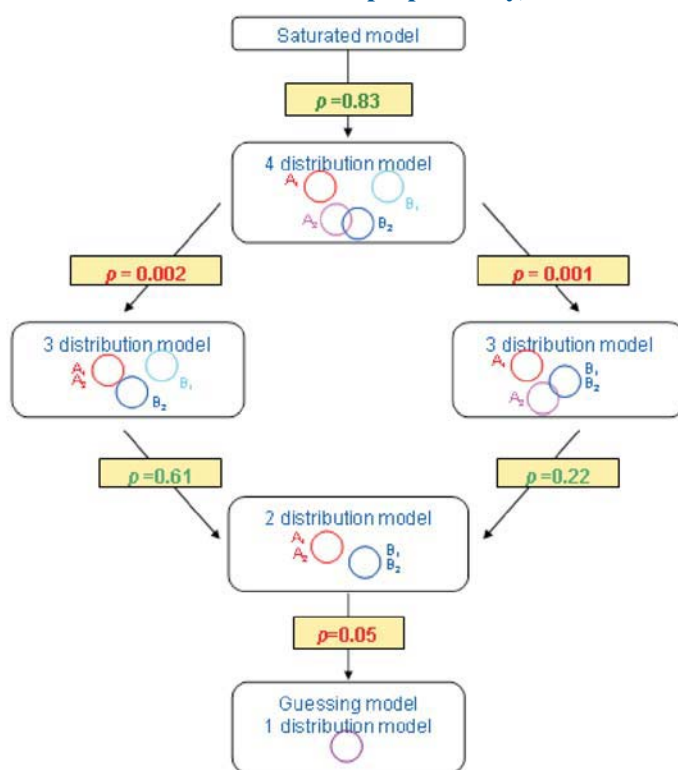 Saturated model
p=0.83
4 distribution model
A₁
B₁
A₂
B₂
p = 0.002
p = 0.001
3 distribution model
A₁
A₂
B₁
B₂
3 distribution model
A₁
B₁
B₂
A₂
p=0.61
p=0.22
2 distribution model
A₁
A₂
B₁
B₂
p=0.05
Guessing model
1 distribution model